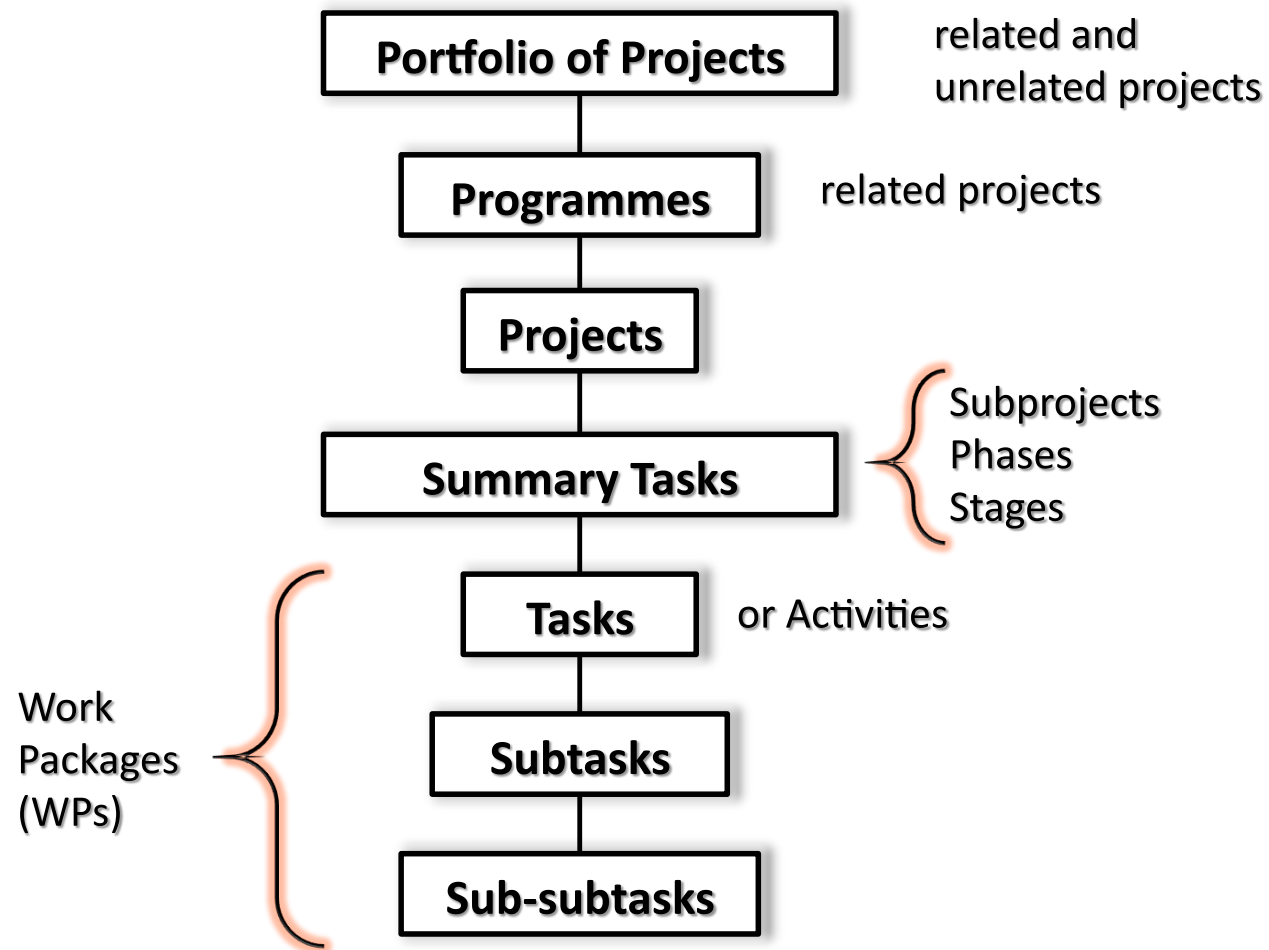 Portfolio of Projects
related and
unrelated projects
Programmes
related projects
Projects
Summary Tasks
Subprojects
Phases
Stages
Tasks
or Activities
Work
Packages
(WPs)
Subtasks
Sub-subtasks